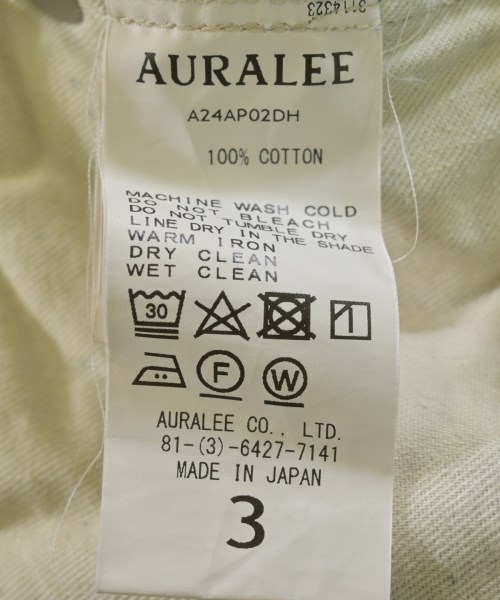 3114323
AURALEE
A24AP02DH
100% COTTON
MACHINE WASH COLD
DO NOT BLEACH
DO NOT TUMBLE DRY
LINE DRY IN THE SHADE
WARM IRON
DRY CLEAN
WET CLEAN
30
F W
AURALEE CO., LTD.
81-(3)-6427-7141
MADE IN JAPAN
3